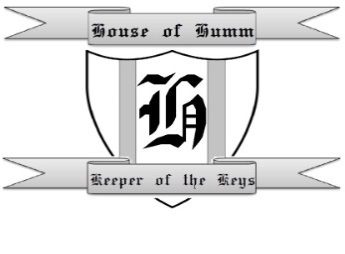 House of Humm
H
Keeper of the Keys